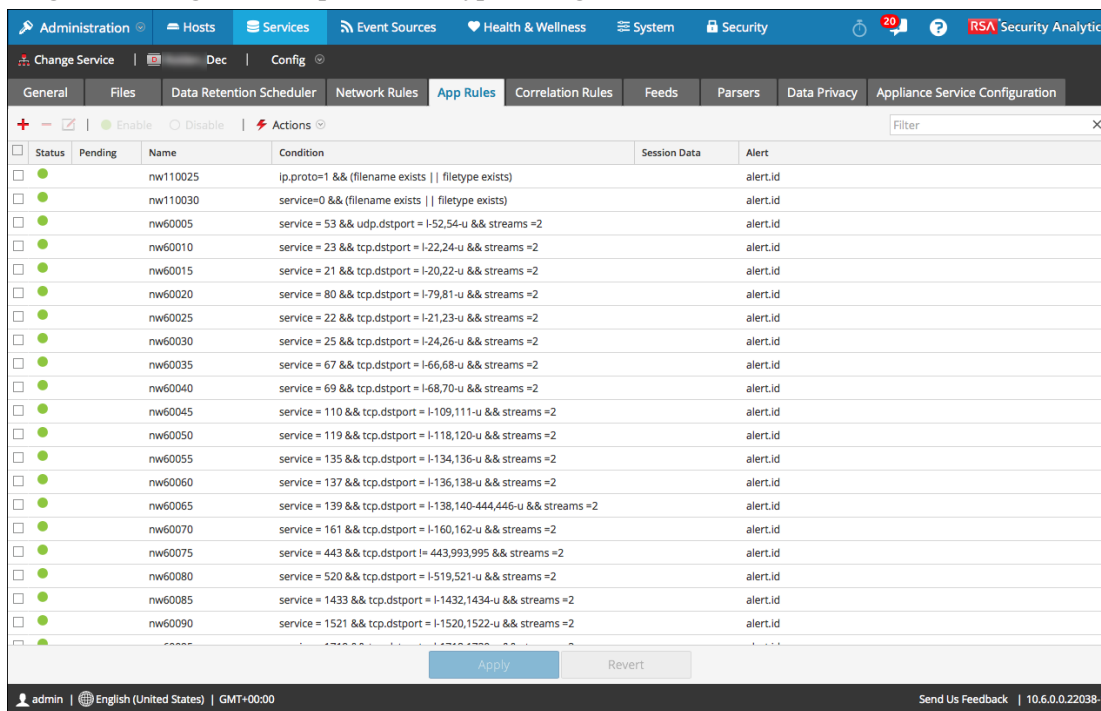 Administration Hosts Services Event Sources Health & Wellness System Security 20 RSA Security Analytic
Change Service | Dec | Config
General Files Data Retention Scheduler Network Rules App Rules Correlation Rules Feeds Parsers Data Privacy Appliance Service Configuration
Enable Disable | Actions Filter
Status Pending Name Condition Session Data Alert
nw110025 ip.proto=1 && (filename exists || filetype exists) alert.id
nw110030 service=0 && (filename exists || filetype exists) alert.id
nw60005 service = 53 && udp.dstport = l-52,54-u && streams =2 alert.id
nw60010 service = 23 && tcp.dstport = l-22,24-u && streams =2 alert.id
nw60015 service = 21 && tcp.dstport = l-20,22-u && streams =2 alert.id
nw60020 service = 80 && tcp.dstport = l-79,81-u && streams =2 alert.id
nw60025 service = 22 && tcp.dstport = l-21,23-u && streams =2 alert.id
nw60030 service = 25 && tcp.dstport = l-24,26-u && streams =2 alert.id
nw60035 service = 67 && tcp.dstport = l-66,68-u && streams =2 alert.id
nw60040 service = 69 && tcp.dstport = l-68,70-u && streams =2 alert.id
nw60045 service = 110 && tcp.dstport = l-109,111-u && streams =2 alert.id
nw60050 service = 119 && tcp.dstport = l-118,120-u && streams =2 alert.id
nw60055 service = 135 && tcp.dstport = l-134,136-u && streams =2 alert.id
nw60060 service = 137 && tcp.dstport = l-136,138-u && streams =2 alert.id
nw60065 service = 139 && tcp.dstport = l-138,140-444,446-u && streams =2 alert.id
nw60070 service = 161 && tcp.dstport = l-160,162-u && streams =2 alert.id
nw60075 service = 443 && tcp.dstport != 443,993,995 && streams =2 alert.id
nw60080 service = 520 && tcp.dstport = l-519,521-u && streams =2 alert.id
nw60085 service = 1433 && tcp.dstport = l-1432,1434-u && streams =2 alert.id
nw60090 service = 1521 && tcp.dstport = l-1520,1522-u && streams =2 alert.id
Apply Revert
admin | English (United States) | GMT+00:00 Send Us Feedback | 10.6.0.0.22038-